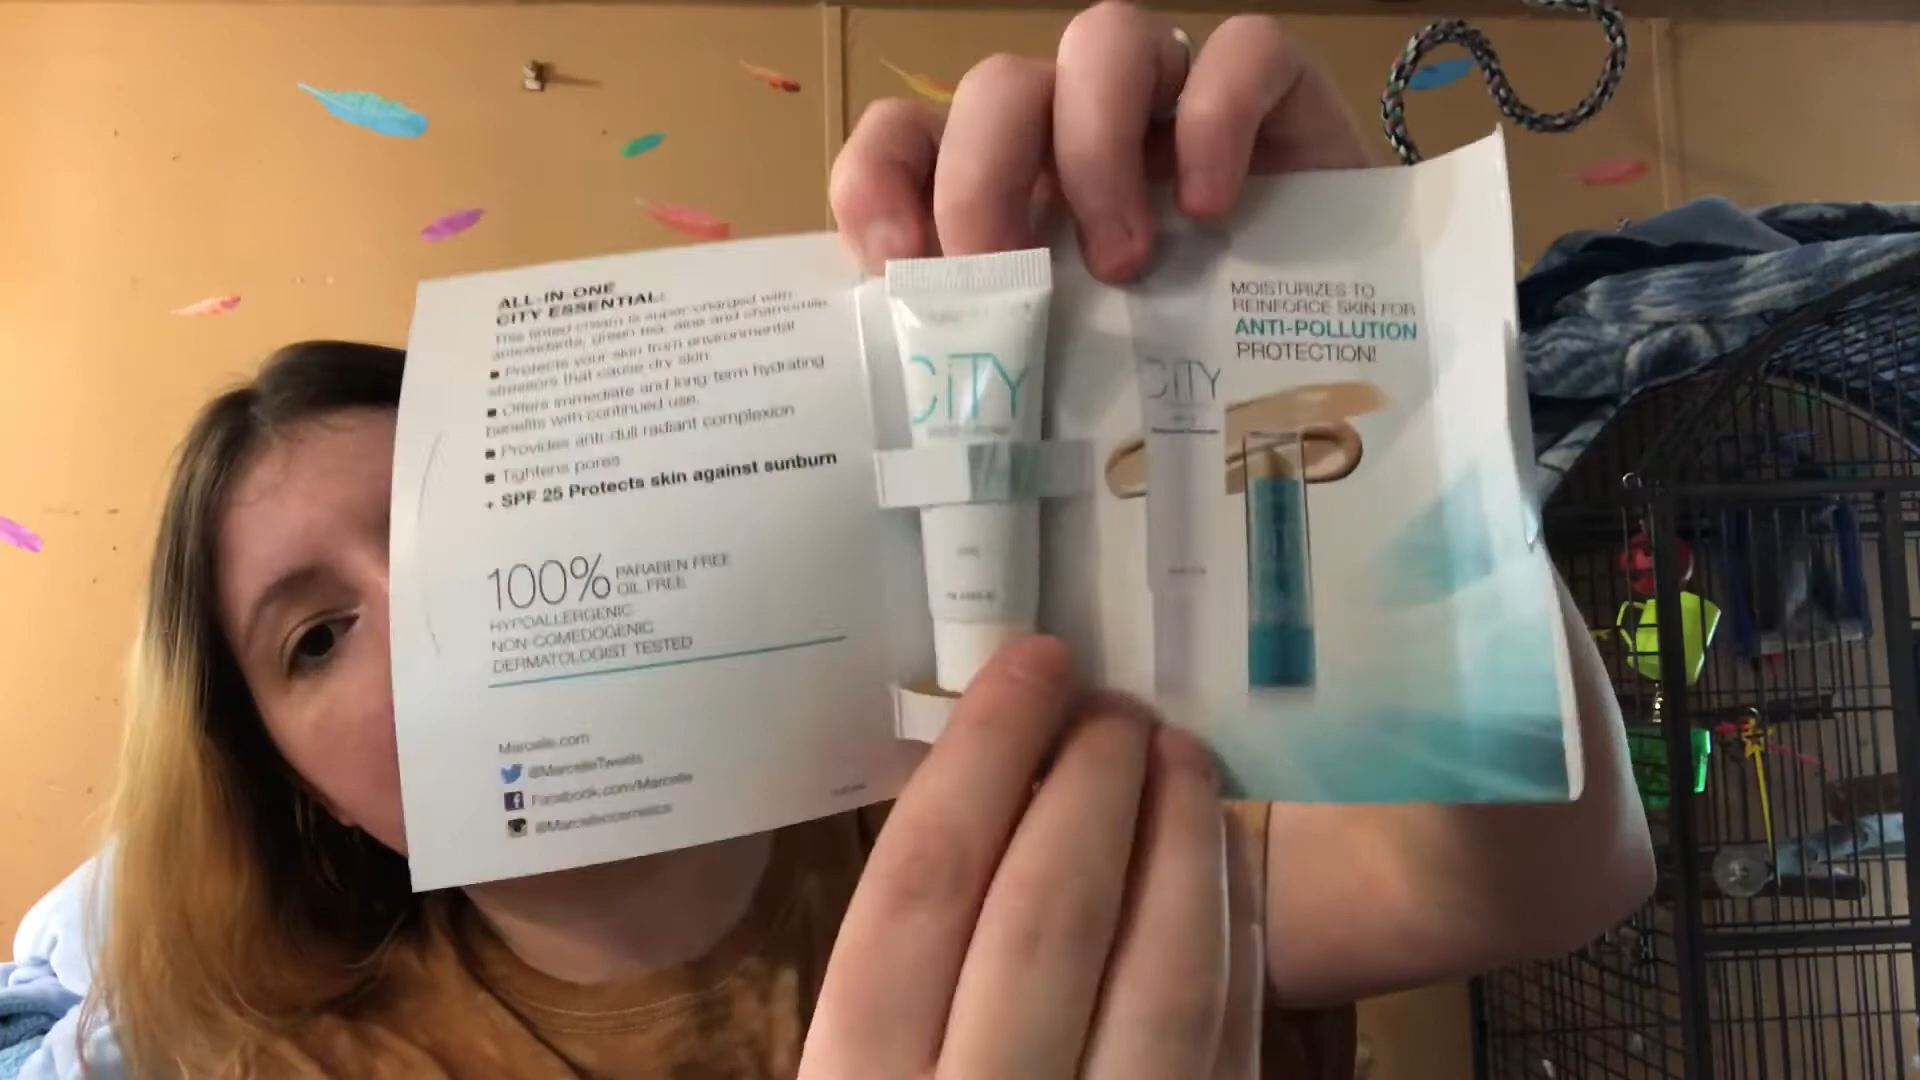 ALL-IN-ONE
CITY ESSENTIAL:
This tinted cream is super-charged with
antioxidants, green tea, aloe and chamomile.
■ Protects your skin from environmental
stressors that cause dry skin.
■ Offers immediate and long-term hydrating
benefits with continued use.
■ Provides anti-dull radiant complexion
■ Tightens pores
+ SPF 25 Protects skin against sunburn
100% PARABEN FREE
OIL FREE
HYPOALLERGENIC
NON-COMEDOGENIC
DERMATOLOGIST TESTED
Marcelle.com
@MarcelleTweets
Facebook.com/Marcelle
@Marcellecosmetics
CiTY
CiTY
MOISTURIZES TO
REINFORCE SKIN FOR
ANTI-POLLUTION
PROTECTION!